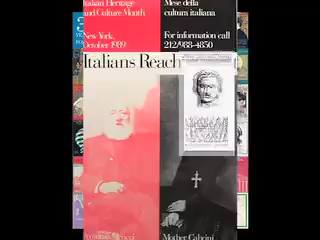 Italian Heritage
and Culture Month
Mese della
cultura italiana
New York,
October 1989
For information call
212/988-4850
Italians Reach
Mother Cabrini